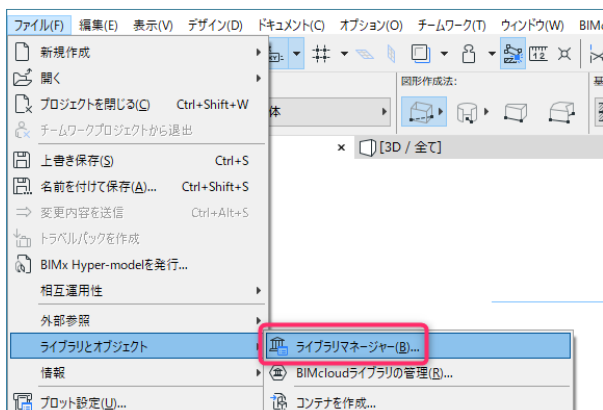 ファイル(F) 編集(E) 表示(V) デザイン(D) ドキュメント(C) オプション(O) チームワーク(T) ウィンドウ(W) BIM
新規作成
開く
図形作成法:
プロジェクトを閉じる(C) Ctrl+Shift+W
体
チームワークプロジェクトから退出
上書き保存(S) Ctrl+S
[3D / 全て]
名前を付けて保存(A)... Ctrl+Shift+S
変更内容を送信 Ctrl+Alt+S
トラベルパックを作成
BIMx Hyper-modelを発行...
相互運用性
外部参照
ライブラリとオブジェクト
ライブラリマネージャー(B)...
情報
BIMcloudライブラリの管理(R)...
プロット設定(U)...
コンテナを作成...